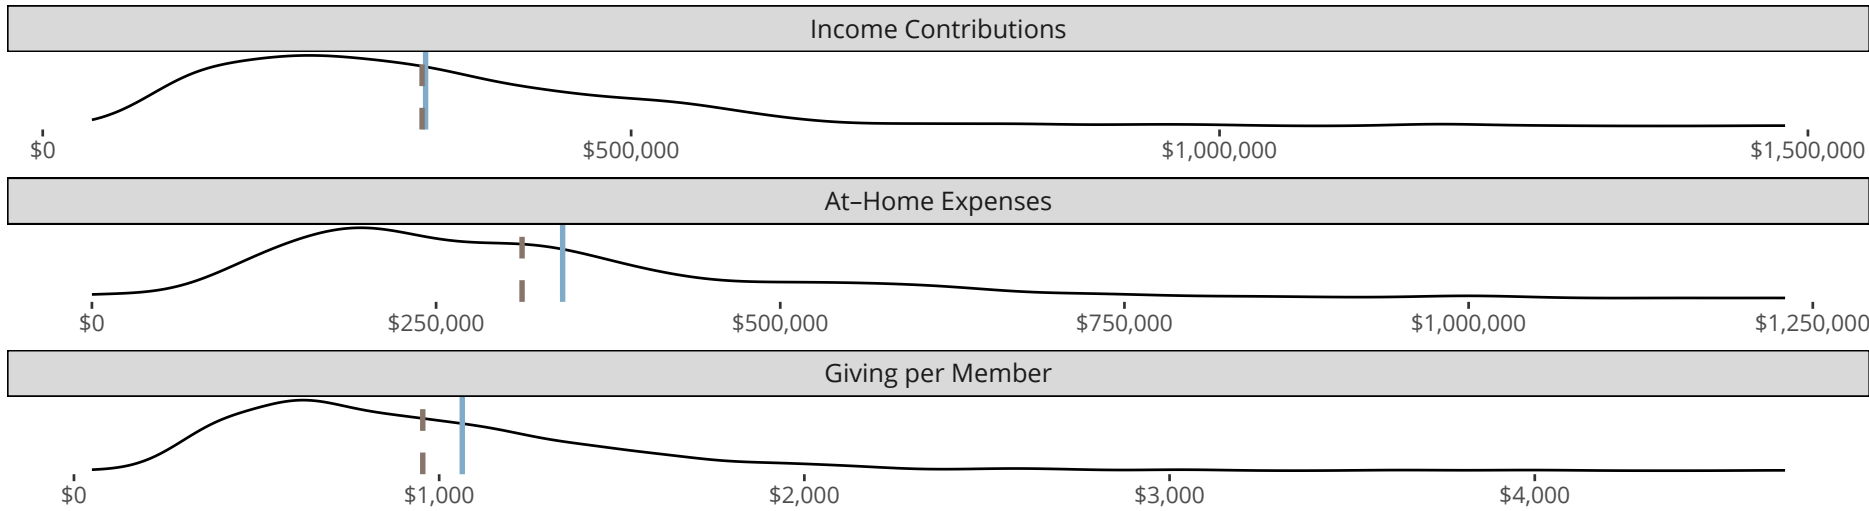 Income Contributions
$0 $500,000 $1,000,000 $1,500,000
At–Home Expenses
$0 $250,000 $500,000 $750,000 $1,000,000 $1,250,000
Giving per Member
$0 $1,000 $2,000 $3,000 $4,000